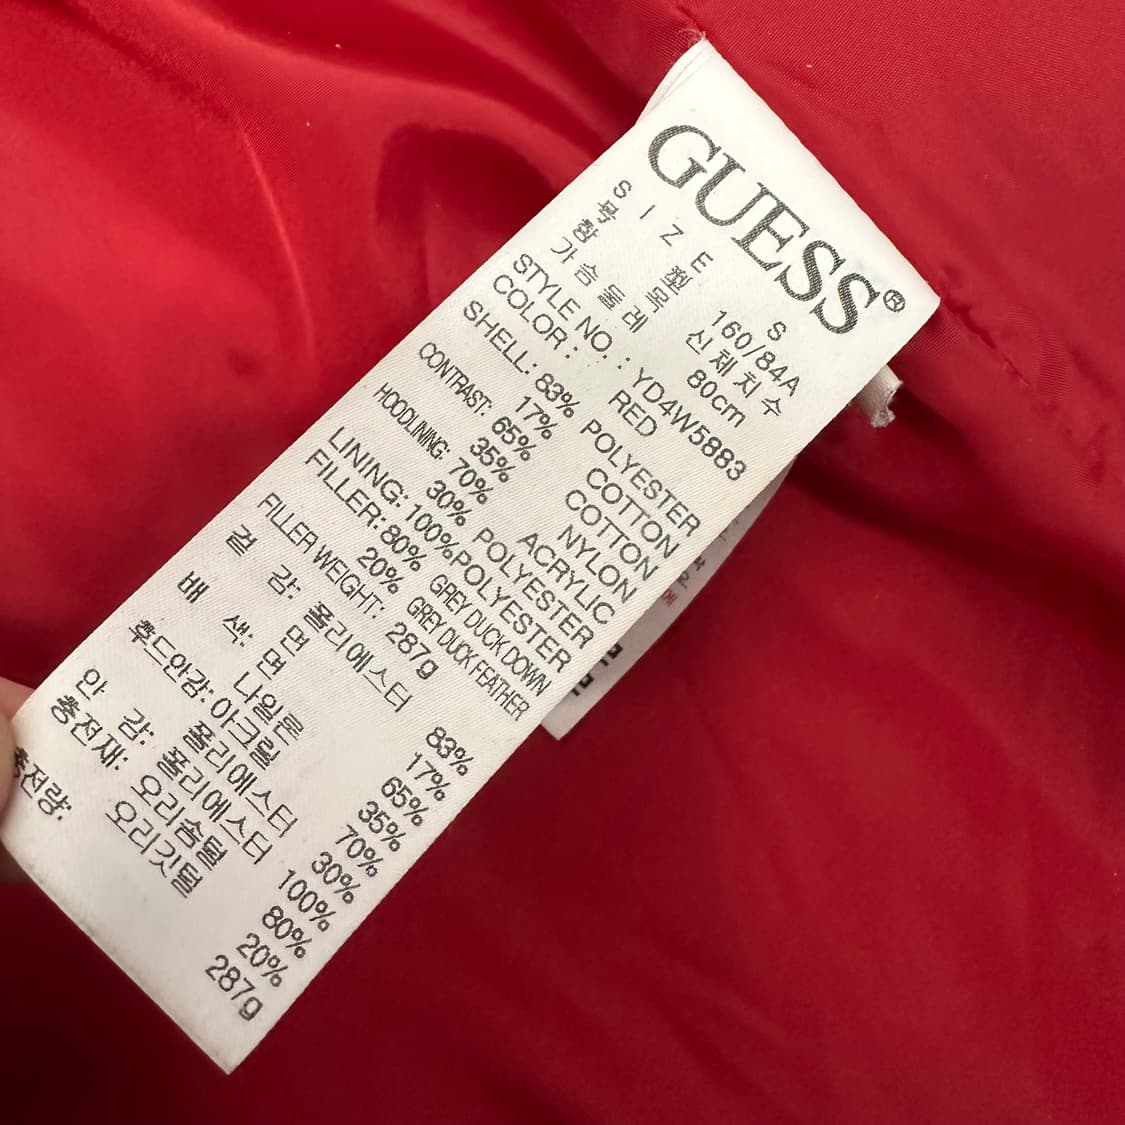 GUESS®
SIZE S
型 160/84A
항목 신체치수
가슴둘레 80cm
STYLE NO. : YD4W5883
COLOR : RED
SHELL: 83% POLYESTER
17% COTTON
CONTRAST: 65% COTTON
35% NYLON
HOODLINING: 70% ACRYLIC
30% POLYESTER
LINING: 100%POLYESTER
FILLER: 80% GREY DUCK DOWN
20% GREY DUCK FEATHER
FILLER WEIGHT: 287g
겉 감: 폴리에스터 83%
면 17%
배 색: 면 65%
나일론 35%
후드안감: 아크릴 70%
폴리에스터 30%
안 감: 폴리에스터 100%
충전재: 오리솜털 80%
오리깃털 20%
충전량: 287g